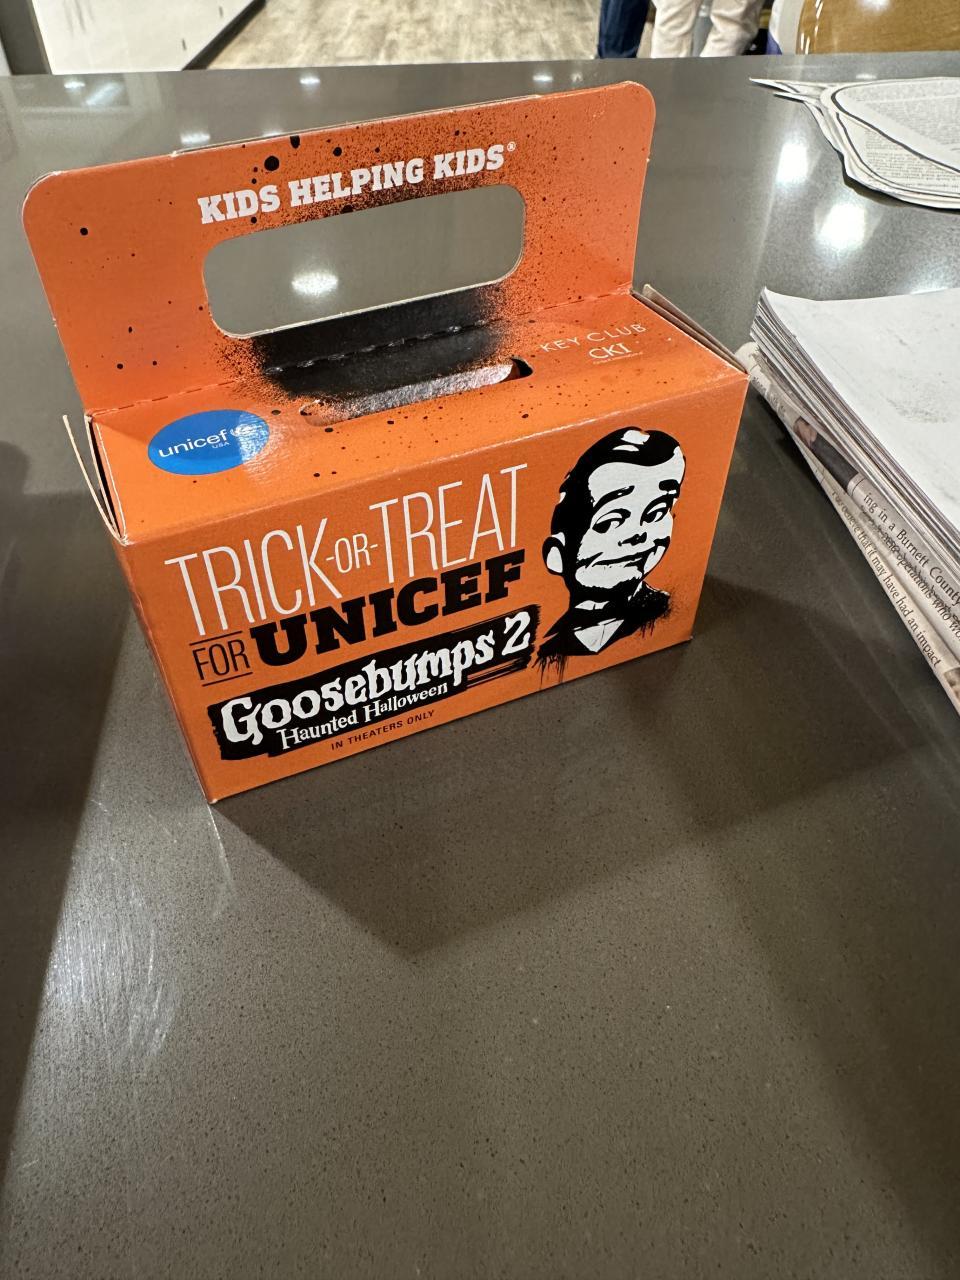 KIDS HELPING KIDS®
KEY CLUB
CKI
unicef
USA
TRICK-OR-TREAT
FOR UNICEF
Goosebumps 2
Haunted Halloween
IN THEATERS ONLY
ing in a Burnett County
it may have had an impact